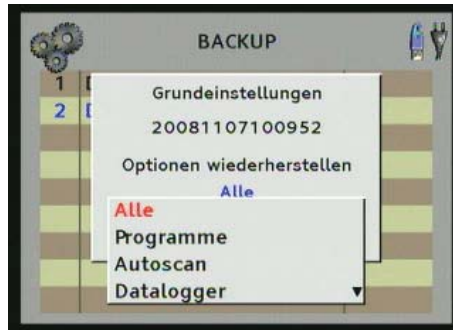 BACKUP
1
2
Grundeinstellungen
20081107100952
Optionen wiederherstellen
Alle
Alle
Programme
Autoscan
Datalogger